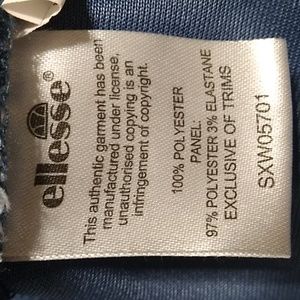 ellesse®
This authentic garment has been
manufactured under license,
unauthorised copying is an
infringement of copyright.
100% POLYESTER
PANEL:
97% POLYESTER 3% ELASTANE
EXCLUSIVE OF TRIMS
SXW05701